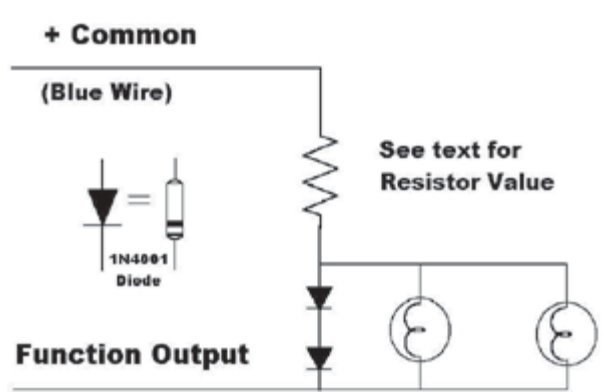 + Common
(Blue Wire)
See text for
Resistor Value
1N4001
Diode
Function Output